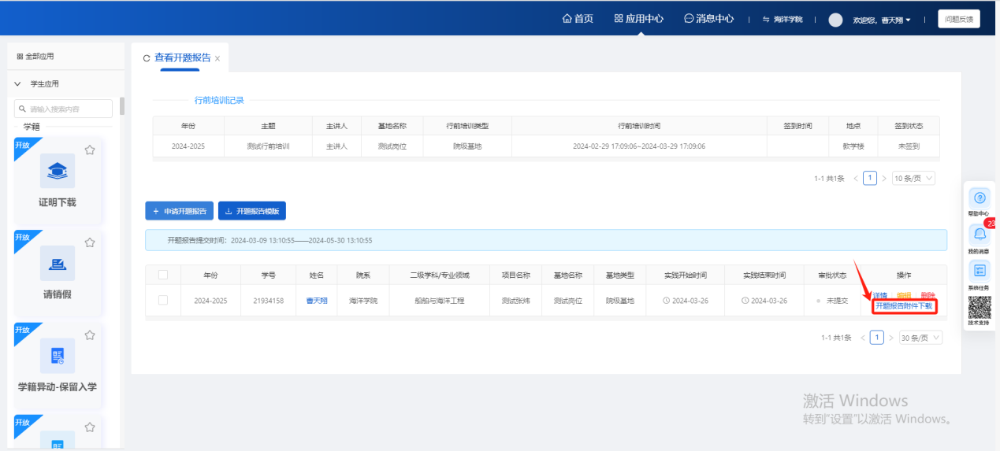 首页 应用中心 消息中心 海洋学院 欢迎您，曹天翔 问题反馈
全部应用
查看开题报告
学生应用
请输入搜索内容
行前培训记录
学籍
年份 主题 主讲人 基地名称 行前培训类型 行前培训时间 签到时间 地点 签到状态
开放
2024-2025 测试行前培训 主讲人 测试岗位 院级基地 2024-02-29 17:09:06~2024-03-29 17:09:06 教学楼 未签到
证明下载
1-1 共1条 1 10 条/页
帮助中心
申请开题报告 开题报告模版
23
开放
开题报告提交时间：2024-03-09 13:10:55——2024-05-30 13:10:55
我的消息
年份 学号 姓名 院系 二级学科/专业领域 项目名称 基地名称 基地类型 实践开始时间 实践结束时间 审批状态 操作
系统任务
请销假
2024-2025 21934158 曹天翔 海洋学院 船舶与海洋工程 测试张炜 测试岗位 院级基地 2024-03-26 2024-03-26 未提交 详情 编辑 删除
开题报告附件下载
技术支持
开放
1-1 共1条 1 30 条/页
学籍异动-保留入学
激活 Windows
转到"设置"以激活 Windows。
开放